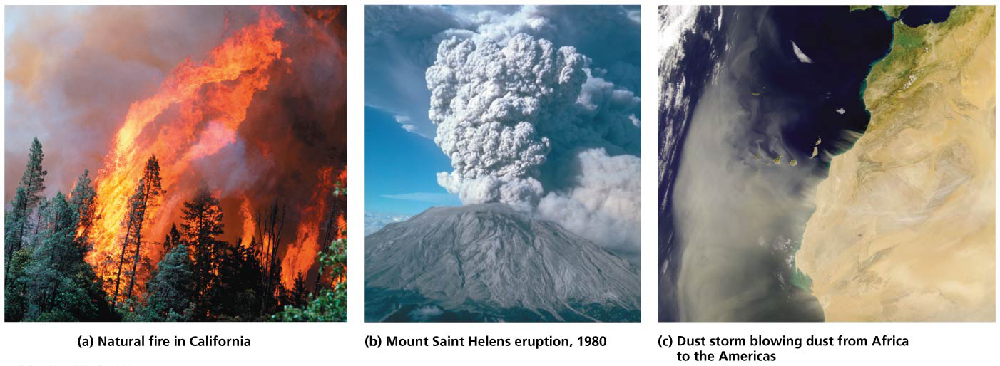 (a) Natural fire in California
(b) Mount Saint Helens eruption, 1980
(c) Dust storm blowing dust from Africa
to the Americas